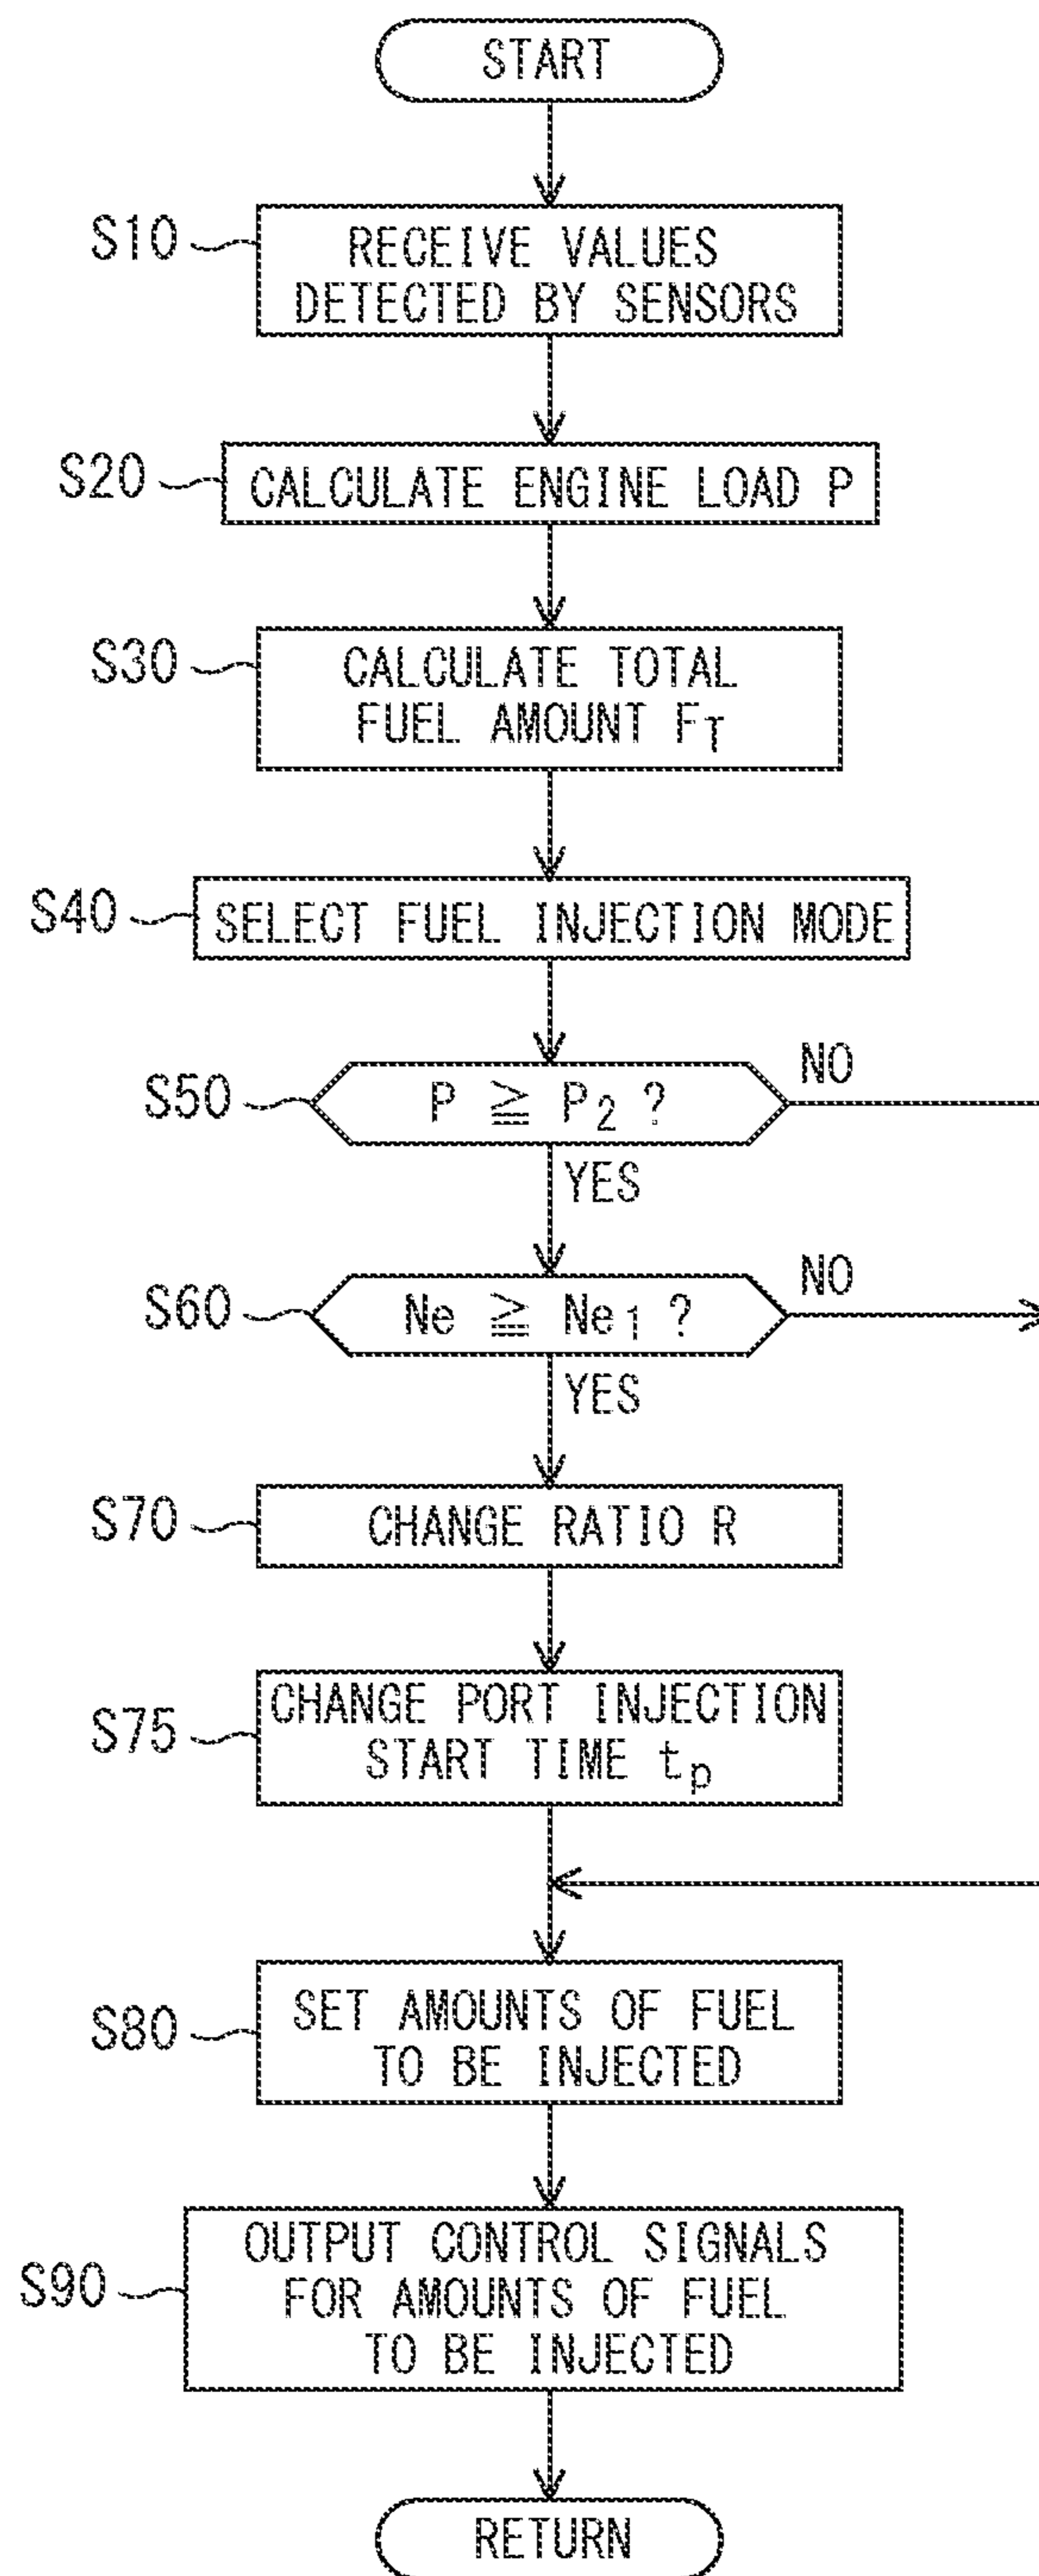 START
S10
RECEIVE VALUES
DETECTED BY SENSORS
S20
CALCULATE ENGINE LOAD P
S30
CALCULATE TOTAL
FUEL AMOUNT FT
S40
SELECT FUEL INJECTION MODE
S50
P ≧ P2 ?
NO
YES
S60
Ne ≧ Ne1 ?
NO
YES
S70
CHANGE RATIO R
S75
CHANGE PORT INJECTION
START TIME tp
S80
SET AMOUNTS OF FUEL
TO BE INJECTED
S90
OUTPUT CONTROL SIGNALS
FOR AMOUNTS OF FUEL
TO BE INJECTED
RETURN